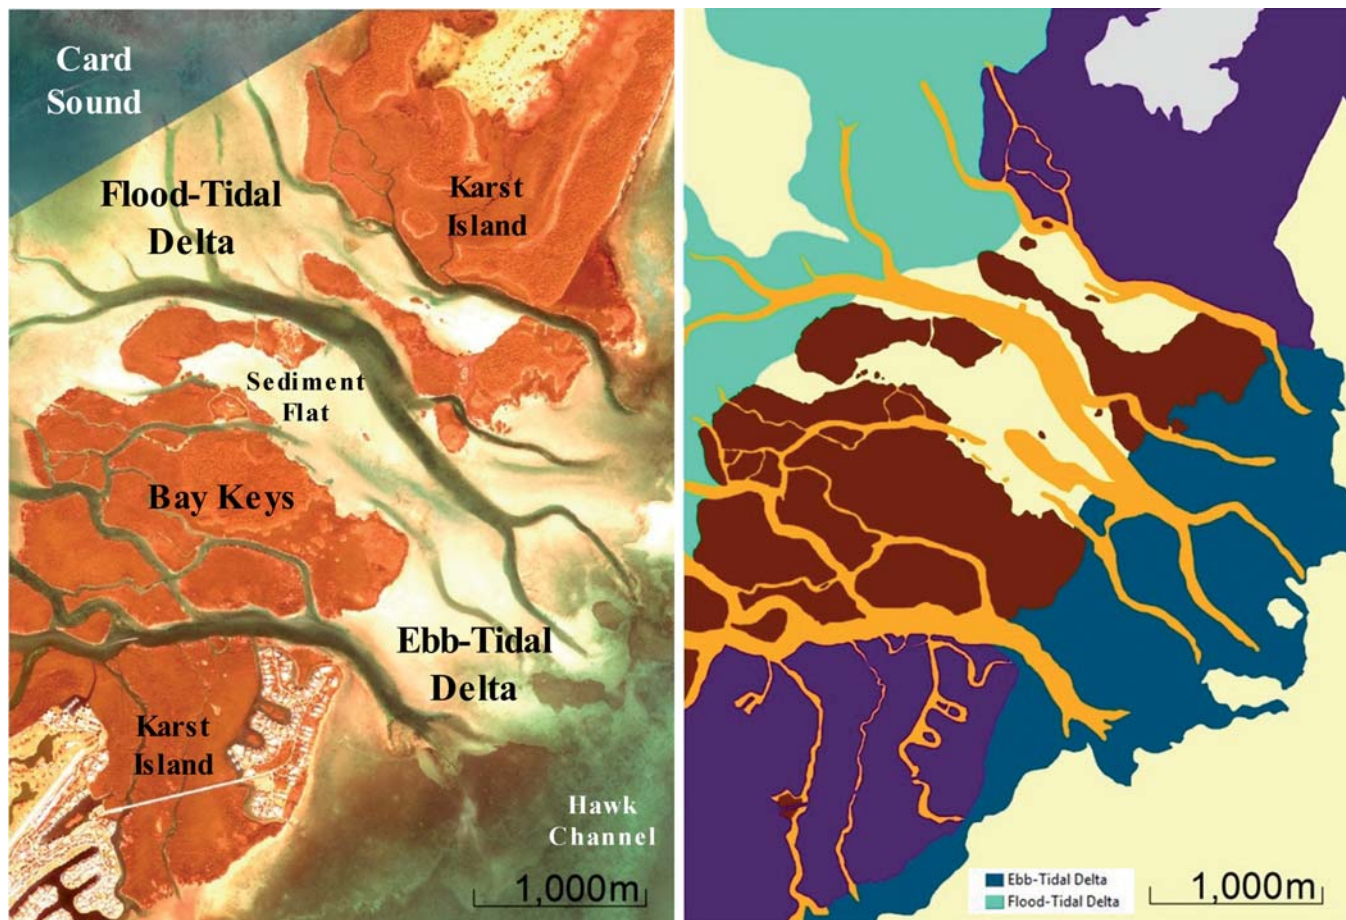 Card
Sound
Flood-Tidal
Delta
Karst
Island
Sediment
Flat
Bay Keys
Ebb-Tidal
Delta
Karst
Island
Hawk
Channel
1,000m
Ebb-Tidal Delta
Flood-Tidal Delta
1,000m